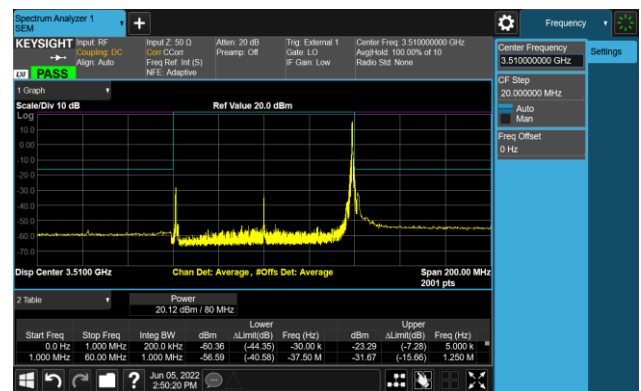 Spectrum Analyzer 1
SEM
Frequency
KEYSIGHT
Input: RF
Coupling: DC
Align: Auto
Input Z: 50 Ω
Corr CCorr
Freq Ref: Int (S)
NFE: Adaptive
Atten: 20 dB
Preamp: Off
Trig: External 1
Gate: LO
IF Gain: Low
Center Freq: 3.510000000 GHz
Avg|Hold: 100.00% of 10
Radio Std: None
LXI PASS
Center Frequency
3.510000000 GHz
Settings
CF Step
20.000000 MHz
Auto
Man
Freq Offset
0 Hz
1 Graph
Scale/Div 10 dB
Ref Value 20.0 dBm
Log
10.0
0.00
-10.0
-20.0
-30.0
-40.0
-50.0
-60.0
-70.0
Disp Center 3.5100 GHz
Chan Det: Average , #Offs Det: Average
Span 200.00 MHz
2001 pts
2 Table
Power
20.12 dBm / 80 MHz
Lower Upper
Start Freq Stop Freq Integ BW dBm ΔLimit(dB) Freq (Hz) dBm ΔLimit(dB) Freq (Hz)
0.0 Hz 1.000 MHz 200.0 kHz -60.36 (-44.35) -30.00 k -23.29 (-7.28) 5.000 k
1.000 MHz 60.00 MHz 1.000 MHz -56.59 (-40.58) -37.50 M -31.67 (-15.66) 1.250 M
?
Jun 05, 2022
2:50:20 PM